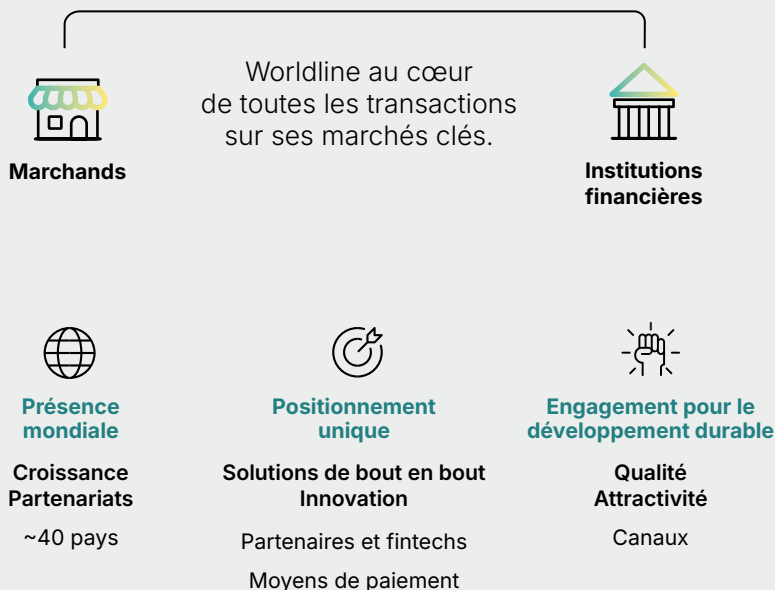 Worldline au cœur
de toutes les transactions
sur ses marchés clés.
Marchands
Institutions
financières
Présence
mondiale
Croissance
Partenariats
~40 pays
Positionnement
unique
Solutions de bout en bout
Innovation
Partenaires et fintechs
Moyens de paiement
Engagement pour le
développement durable
Qualité
Attractivité
Canaux